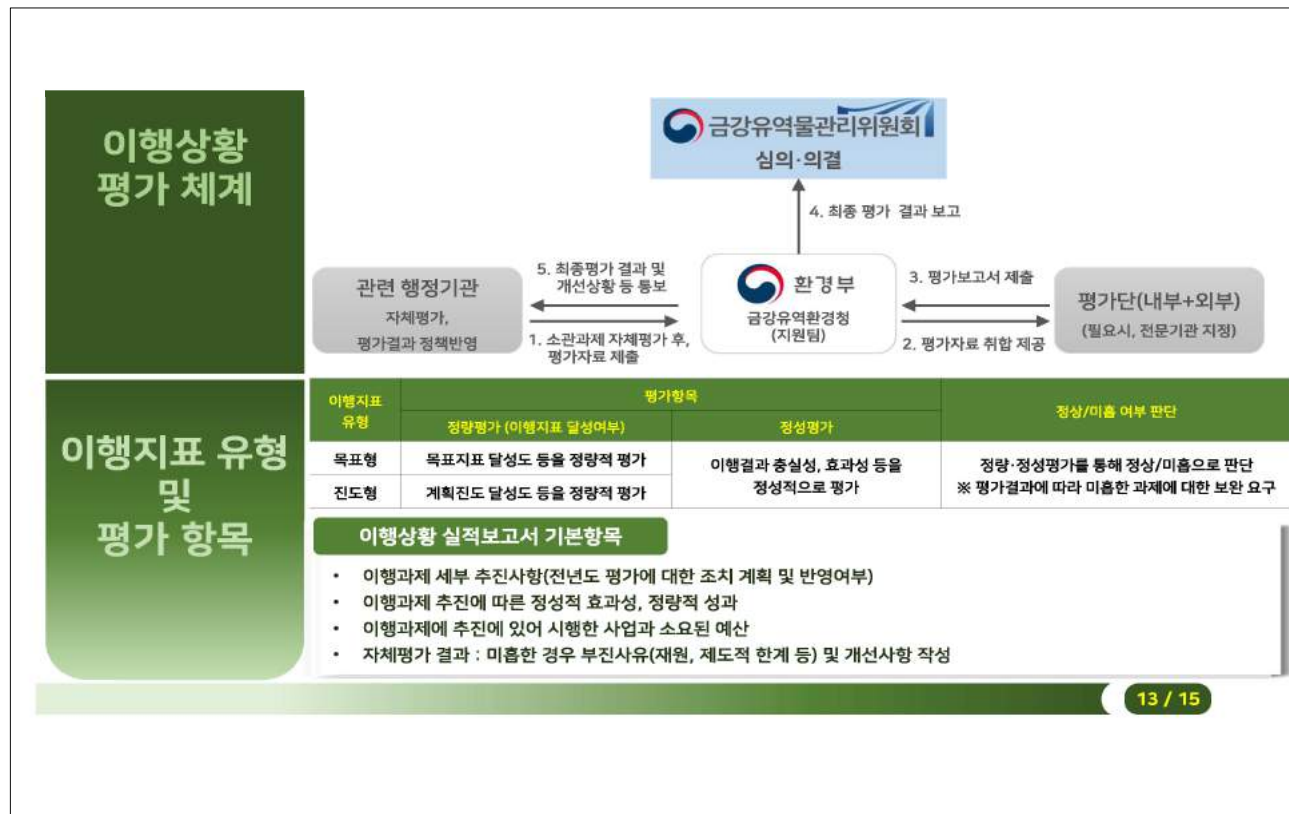 이행상황
평가 체계
금강유역물관리위원회
심의·의결
4. 최종 평가 결과 보고
관련 행정기관
자체평가,
평가결과 정책반영
5. 최종평가 결과 및
개선상황 등 통보
1. 소관과제 자체평가 후,
평가자료 제출
환경부
금강유역환경청
(지원팀)
3. 평가보고서 제출
2. 평가자료 취합 제공
평가단(내부+외부)
(필요시, 전문기관 지정)
이행지표 유형
및
평가 항목
이행지표
유형
평가항목
정상/미흡 여부 판단
정량평가 (이행지표 달성여부)
정성평가
목표형
목표지표 달성도 등을 정량적 평가
진도형
계획진도 달성도 등을 정량적 평가
이행결과 충실성, 효과성 등을
정성적으로 평가
정량·정성평가를 통해 정상/미흡으로 판단
※ 평가결과에 따라 미흡한 과제에 대한 보완 요구
이행상황 실적보고서 기본항목
• 이행과제 세부 추진사항(전년도 평가에 대한 조치 계획 및 반영여부)
• 이행과제 추진에 따른 정성적 효과성, 정량적 성과
• 이행과제에 추진에 있어 시행한 사업과 소요된 예산
• 자체평가 결과 : 미흡한 경우 부진사유(재원, 제도적 한계 등) 및 개선사항 작성
13 / 15